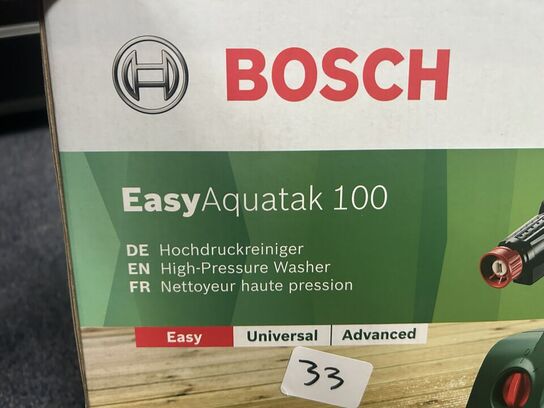 BOSCH
EasyAquatak 100
DE Hochdruckreiniger
EN High-Pressure Washer
FR Nettoyeur haute pression
Easy Universal Advanced
33